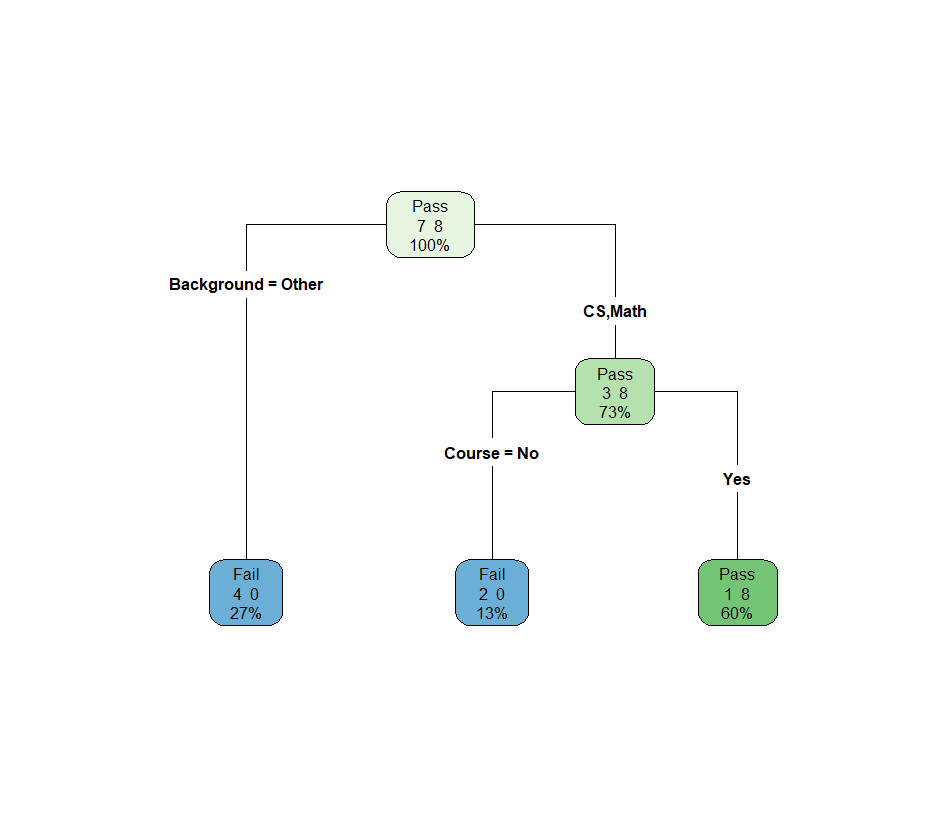 Pass
7 8
100%
Background = Other
CS,Math
Pass
3 8
73%
Course = No
Yes
Fail
4 0
27%
Fail
2 0
13%
Pass
1 8
60%